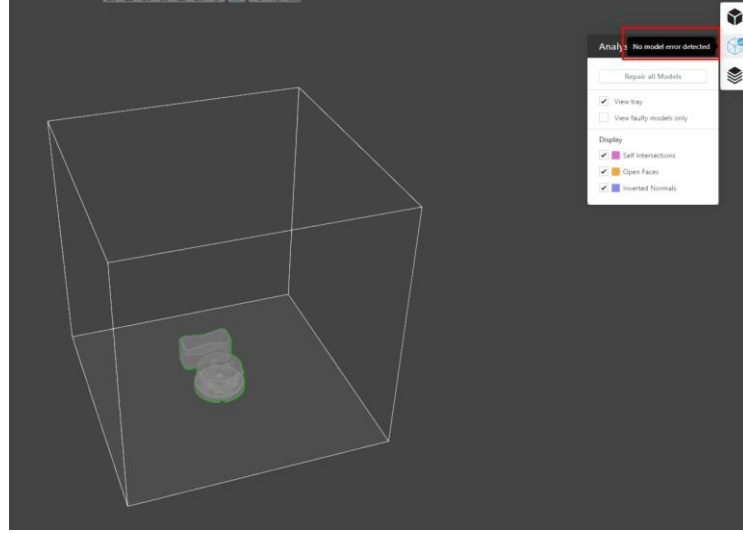 Analys
No model error detected
Repair all Models
View tray
View faulty models only
Display
Self Intersections
Open Faces
Inverted Normals